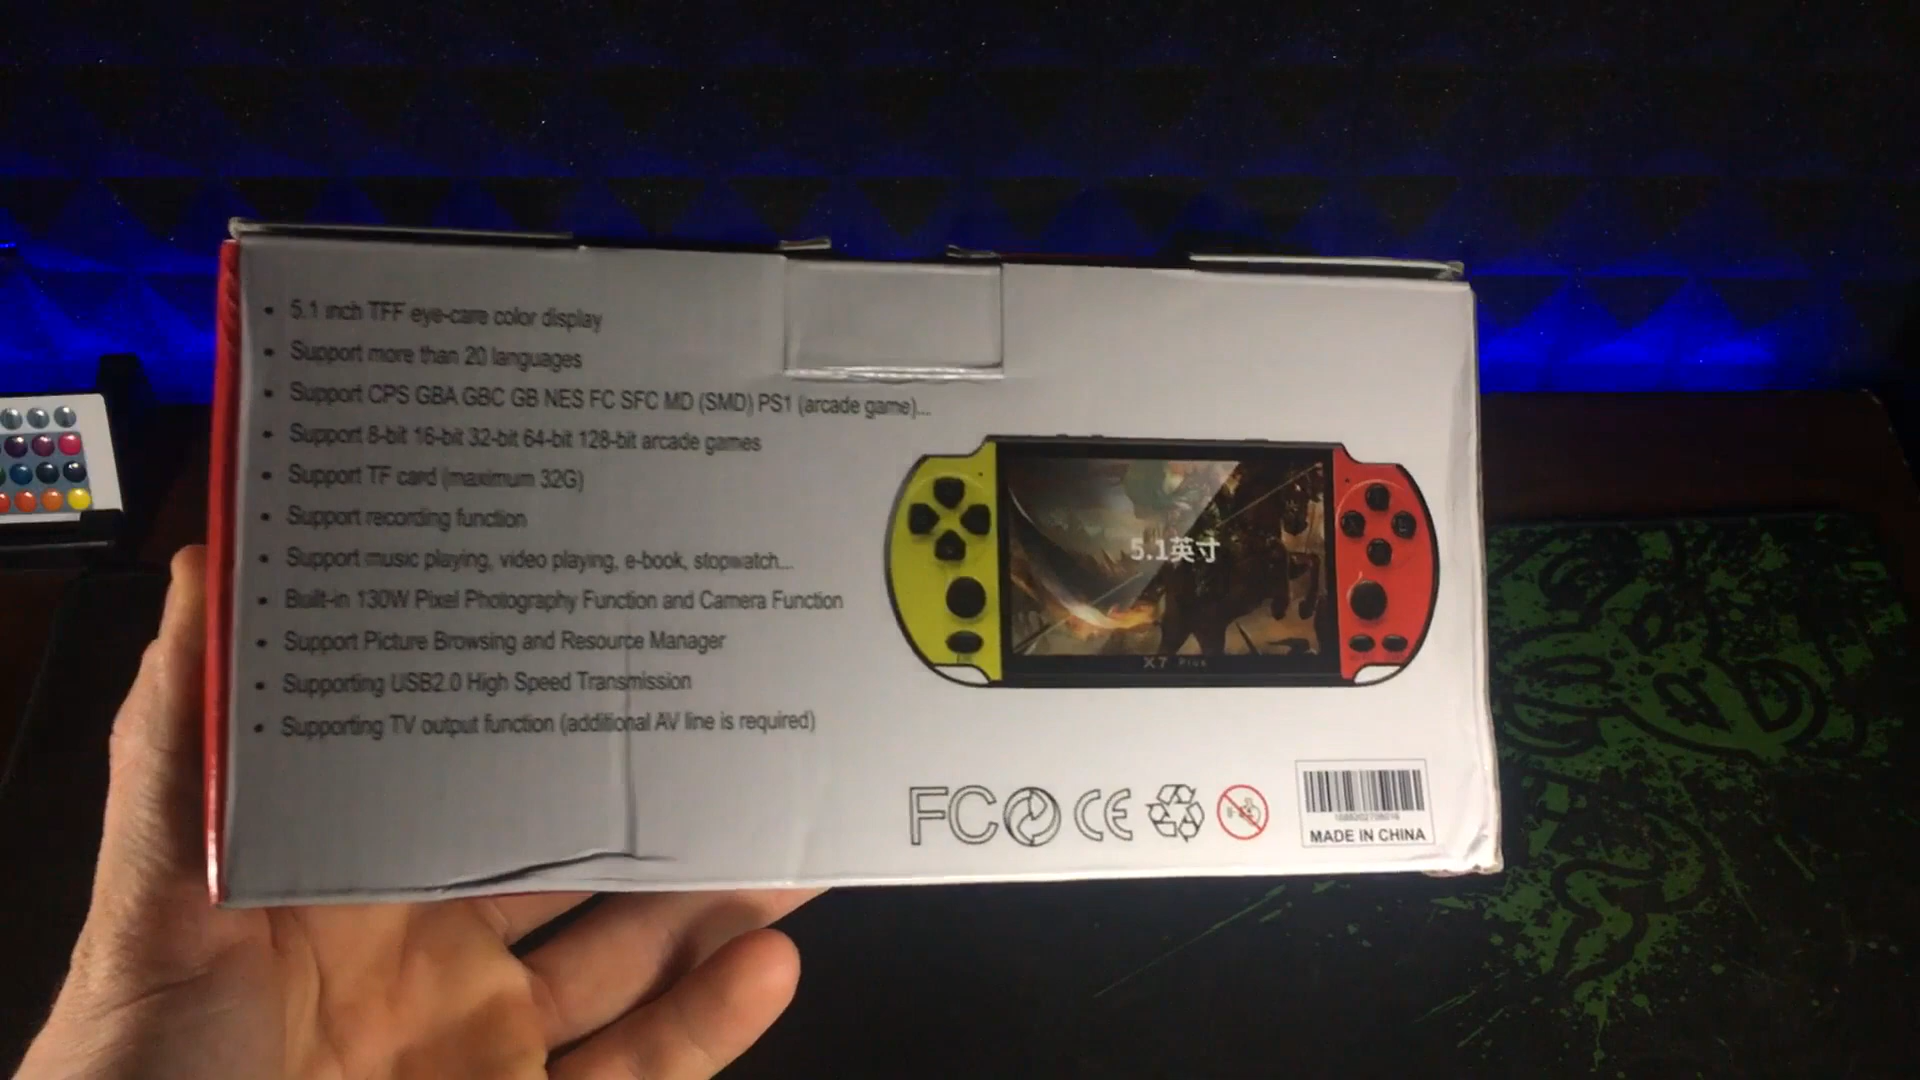 • 5.1 inch TFF eye-care color display
• Support more than 20 languages
• Support CPS GBA GBC GB NES FC SFC MD (SMD) PS1 (arcade game)...
• Support 8-bit 16-bit 32-bit 64-bit 128-bit arcade games
• Support TF card (maximum 32G)
• Support recording function
• Support music playing, video playing, e-book, stopwatch...
• Built-in 130W Pixel Photography Function and Camera Function
• Support Picture Browsing and Resource Manager
• Supporting USB2.0 High Speed Transmission
• Supporting TV output function (additional AV line is required)
5.1英寸
X7 Plus
FC CE
MADE IN CHINA